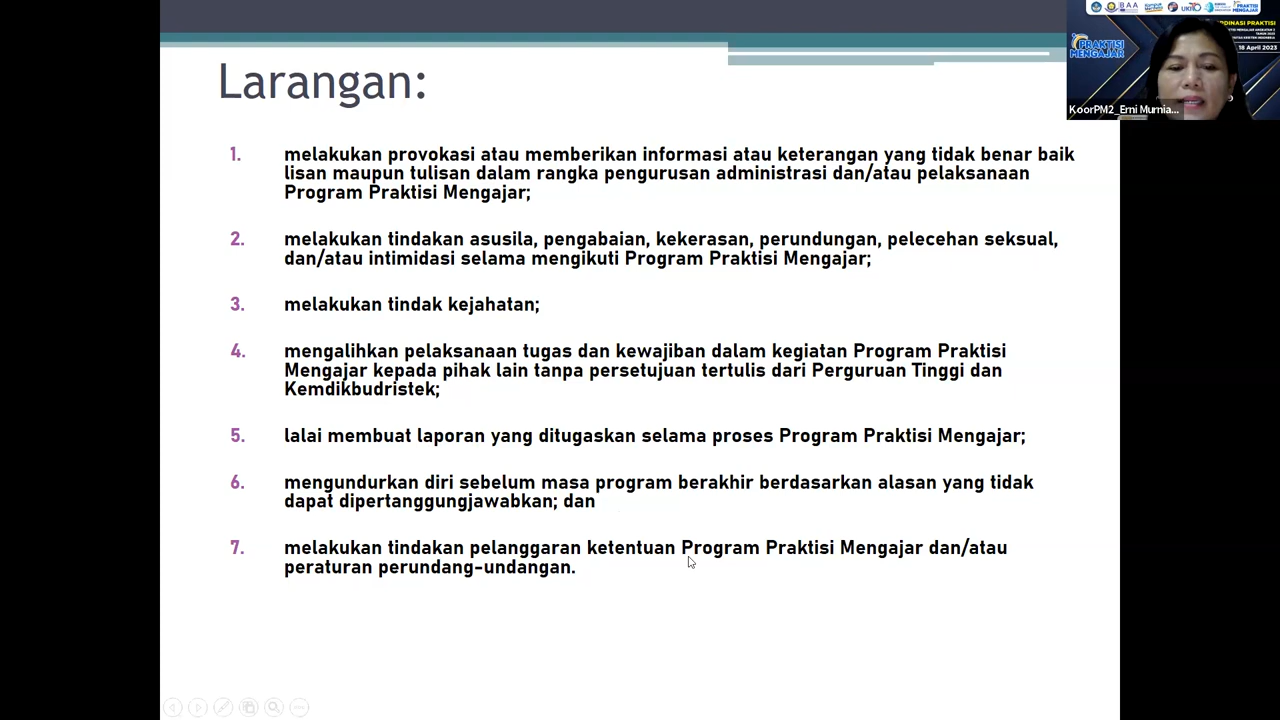 Larangan:
1. melakukan provokasi atau memberikan informasi atau keterangan yang tidak benar baik
lisan maupun tulisan dalam rangka pengurusan administrasi dan/atau pelaksanaan
Program Praktisi Mengajar;
2. melakukan tindakan asusila, pengabaian, kekerasan, perundungan, pelecehan seksual,
dan/atau intimidasi selama mengikuti Program Praktisi Mengajar;
3. melakukan tindak kejahatan;
4. mengalihkan pelaksanaan tugas dan kewajiban dalam kegiatan Program Praktisi
Mengajar kepada pihak lain tanpa persetujuan tertulis dari Perguruan Tinggi dan
Kemdikbudristek;
5. lalai membuat laporan yang ditugaskan selama proses Program Praktisi Mengajar;
6. mengundurkan diri sebelum masa program berakhir berdasarkan alasan yang tidak
dapat dipertanggungjawabkan; dan
7. melakukan tindakan pelanggaran ketentuan Program Praktisi Mengajar dan/atau
peraturan perundang-undangan.
BAA
PRAKTISI
MENGAJAR
18 April 2023
KoorPM2_Erni Murnia...